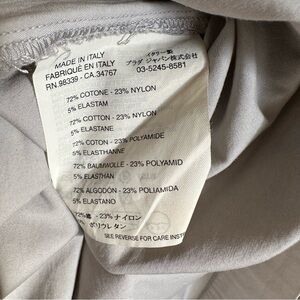 MADE IN ITALY
FABRIQUÉ EN ITALY
RN.98339 - CA.34767
イタリー製
プラダ ジャパン株式会社
03-5245-8581
72% COTONE - 23% NYLON
5% ELASTAM
72% COTTON - 23% NYLON
5% ELASTANE
72% COTON - 23% POLYAMIDE
5% ELASTHANNE
72% BAUMWOLLE - 23% POLYAMID
5% ELASTHAN
72% ALGODÓN - 23% POLIAMIDA
5% ELASTANO
72%綿 - 23%ナイロン
ポリウレタン
SEE REVERSE FOR CARE INST